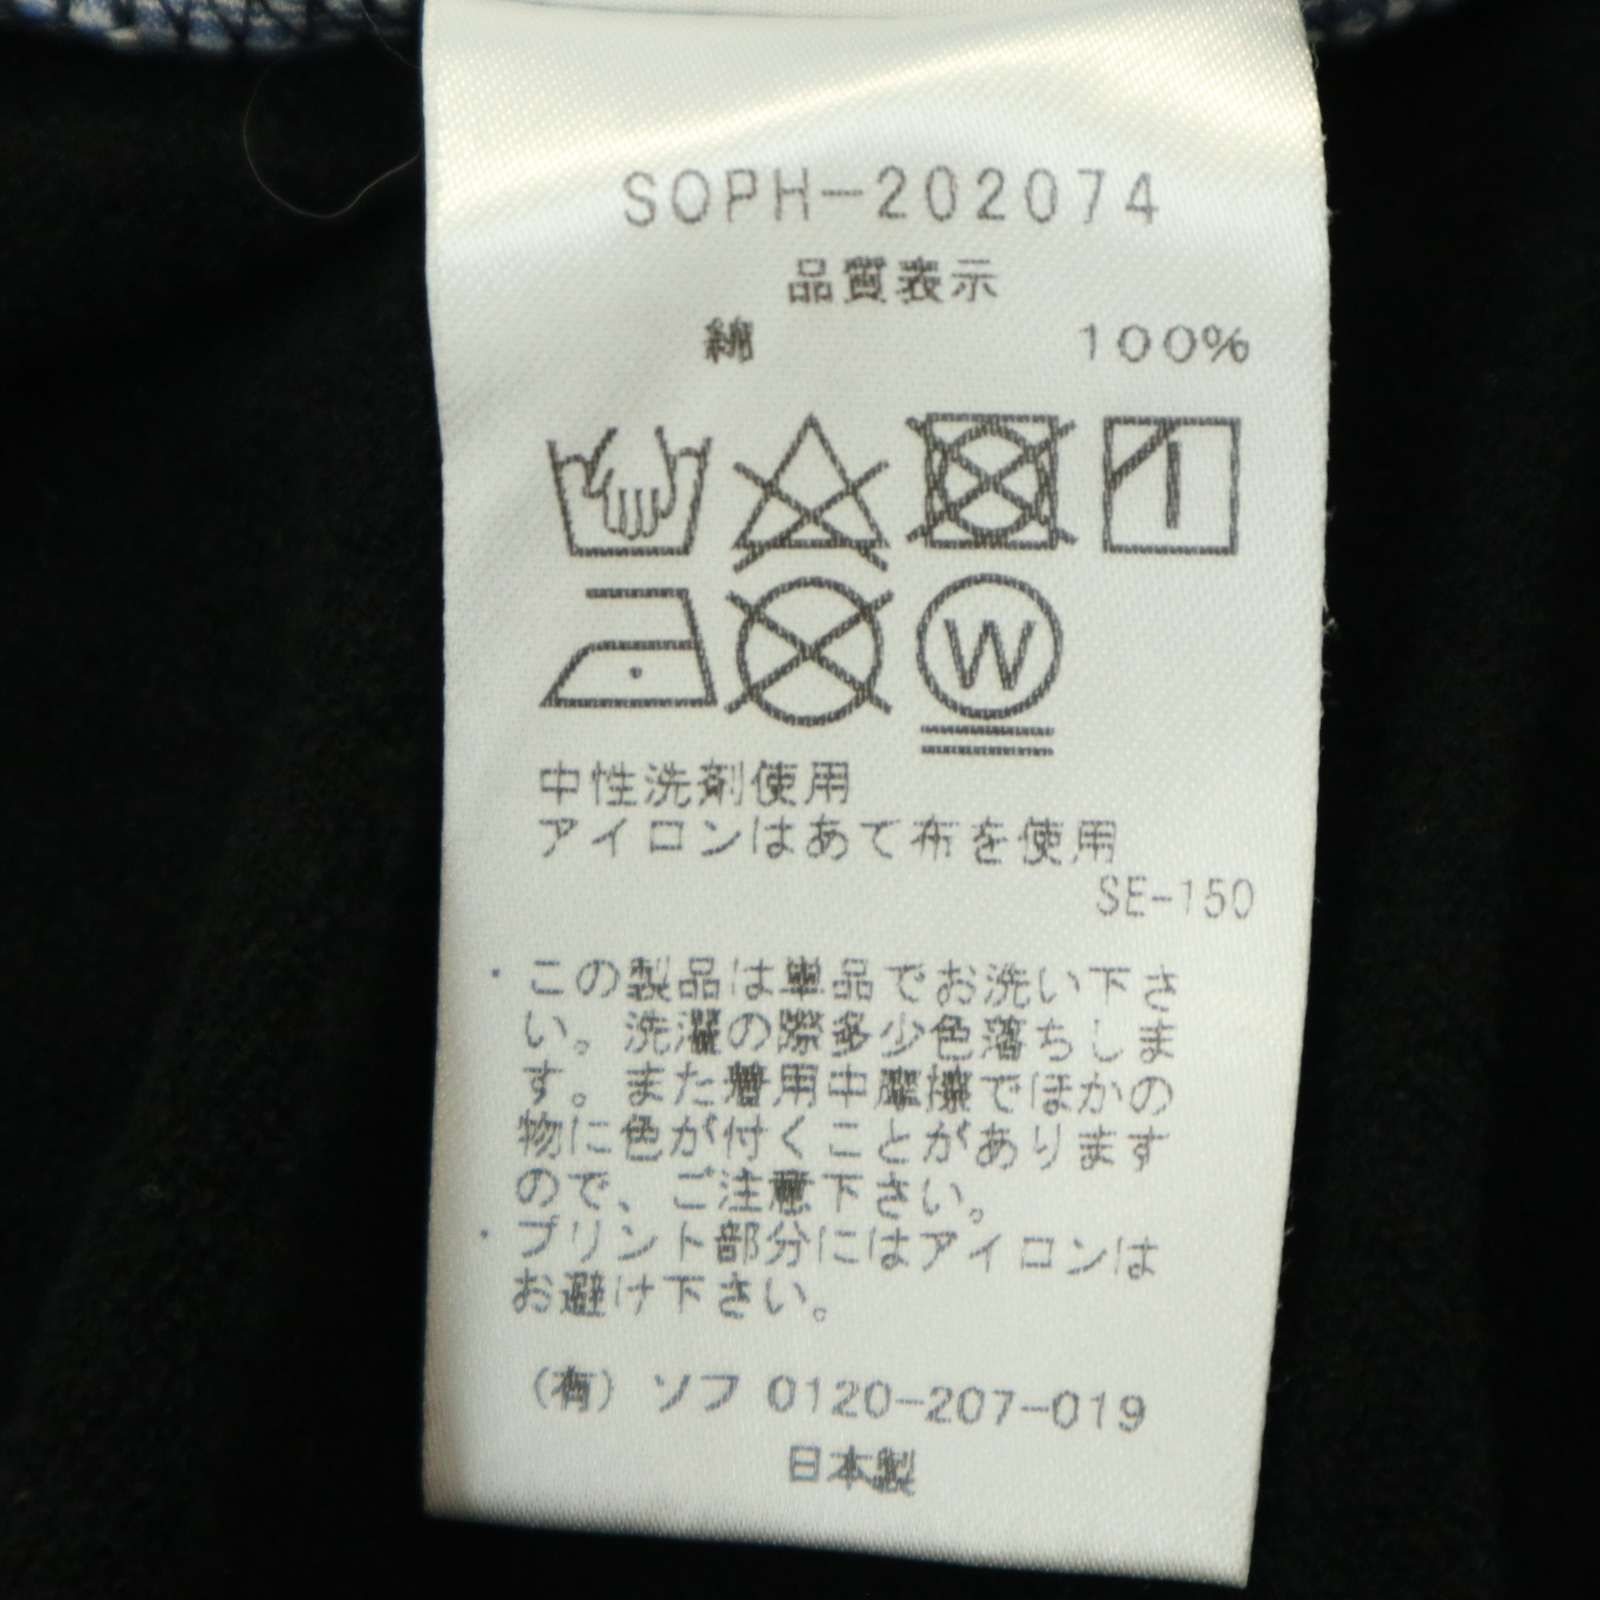 SOPH-202074
品質表示
綿 100%
W
中性洗剤使用
アイロンはあて布を使用
SE-150
・この製品は単品でお洗い下さ
い。洗濯の際多少色落ちしま
す。また着用中摩擦でほかの
物に色が付くことがあります
ので、ご注意下さい。
・プリント部分にはアイロンは
お避け下さい。
(有) ソフ 0120-207-019
日本製